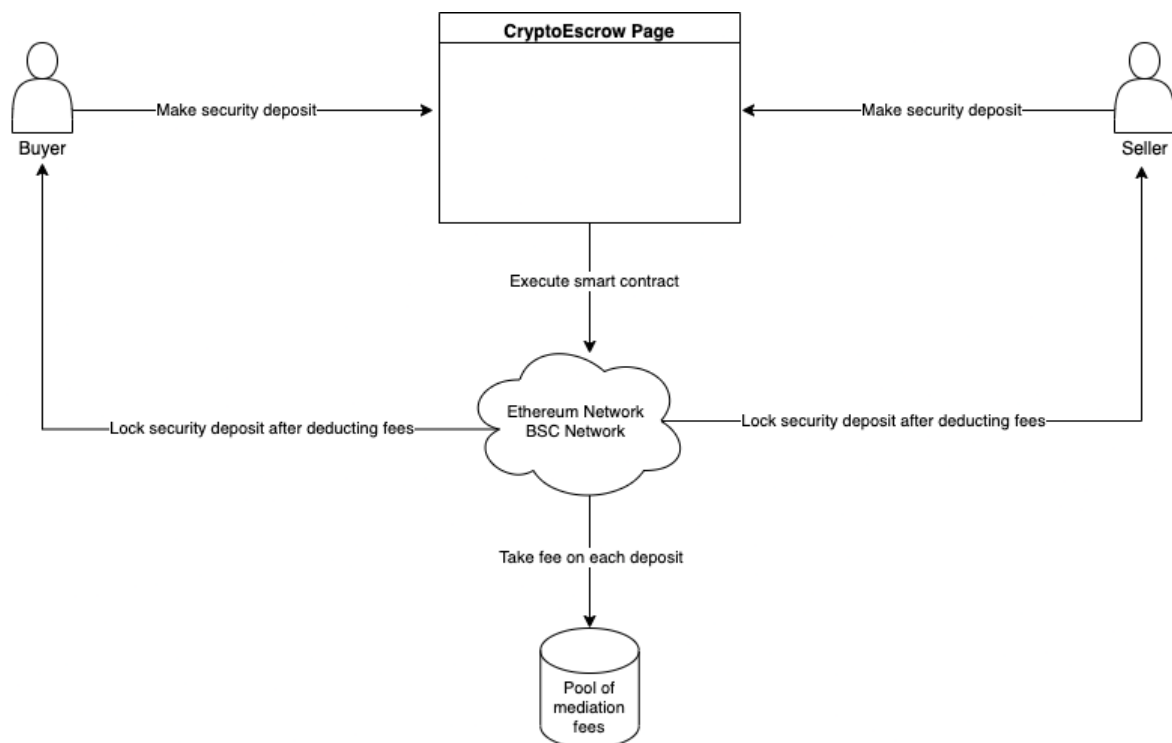 CryptoEscrow Page
Make security deposit
Make security deposit
Buyer
Seller
Execute smart contract
Ethereum Network
BSC Network
Lock security deposit after deducting fees
Lock security deposit after deducting fees
Take fee on each deposit
Pool of
mediation
fees